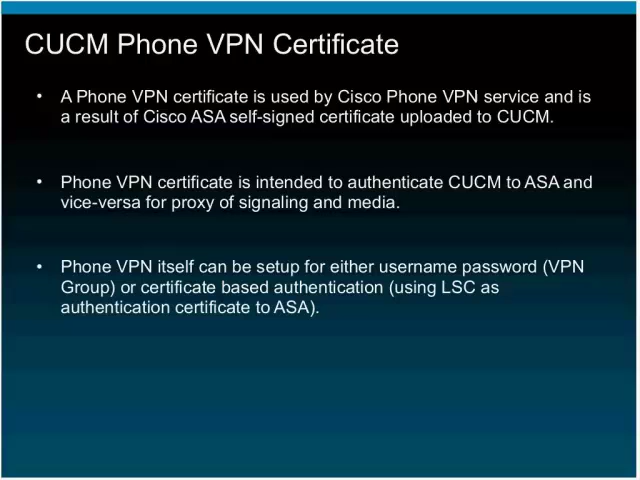 CUCM Phone VPN Certificate
• A Phone VPN certificate is used by Cisco Phone VPN service and is
a result of Cisco ASA self-signed certificate uploaded to CUCM.
• Phone VPN certificate is intended to authenticate CUCM to ASA and
vice-versa for proxy of signaling and media.
• Phone VPN itself can be setup for either username password (VPN
Group) or certificate based authentication (using LSC as
authentication certificate to ASA).